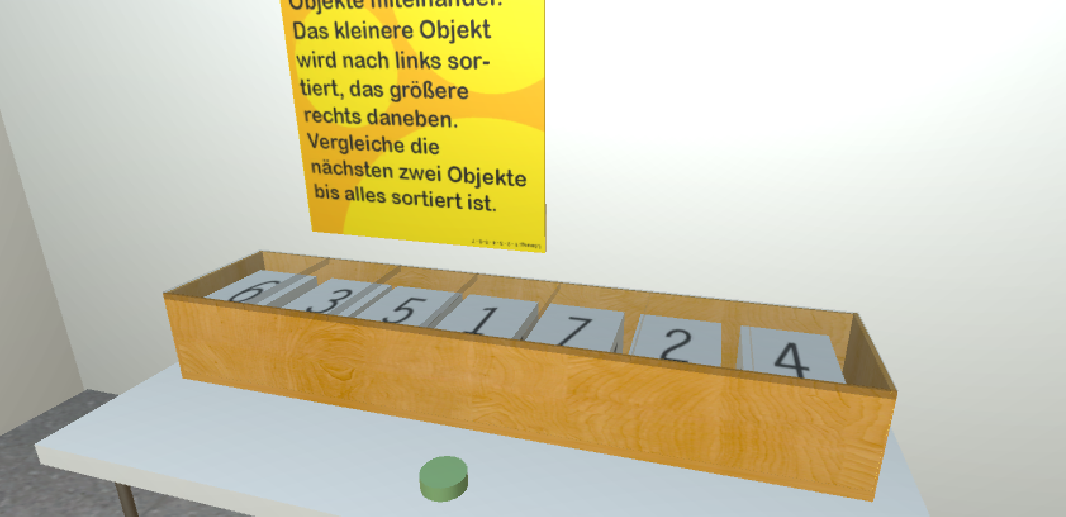 Objekte miteinander.
Das kleinere Objekt
wird nach links sor-
tiert, das größere
rechts daneben.
Vergleiche die
nächsten zwei Objekte
bis alles sortiert ist.
6 3 5 1 7 2 4